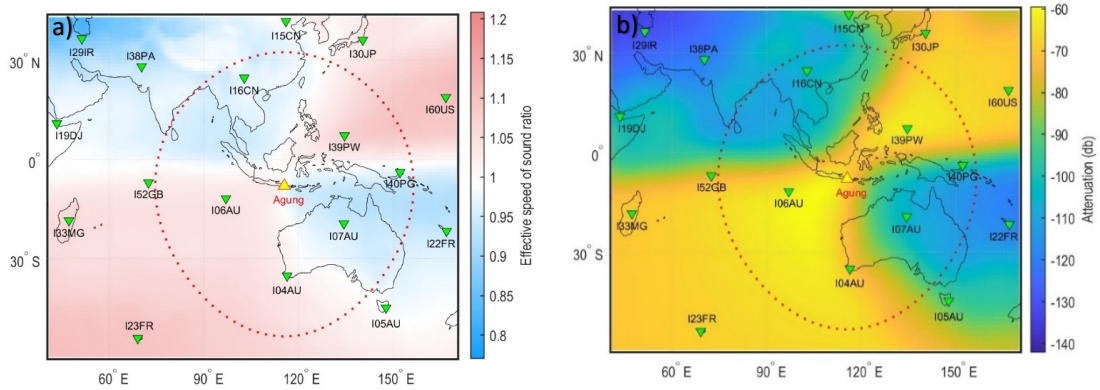 a)
I15CN
I29IR
I30JP
I38PA
30° N
I16CN
I60US
I19DJ
I39PW
0°
I40PG
I52GB
I06AU
Agung
I33MG
I07AU
I22FR
30° S
I04AU
I05AU
I23FR
60° E
90° E
120° E
150° E
1.2
1.15
1.1
1.05
1
0.95
0.9
0.85
0.8
Effective speed of sound ratio
b)
I15CN
I29IR
I30JP
I38PA
30° N
I16CN
I60US
I19DJ
I39PW
0°
I40PG
I52GB
I06AU
Agung
I33MG
I07AU
I22FR
30° S
I04AU
I05AU
I23FR
60° E
90° E
120° E
150° E
-60
-70
-80
-90
-100
-110
-120
-130
-140
Attenuation (db)